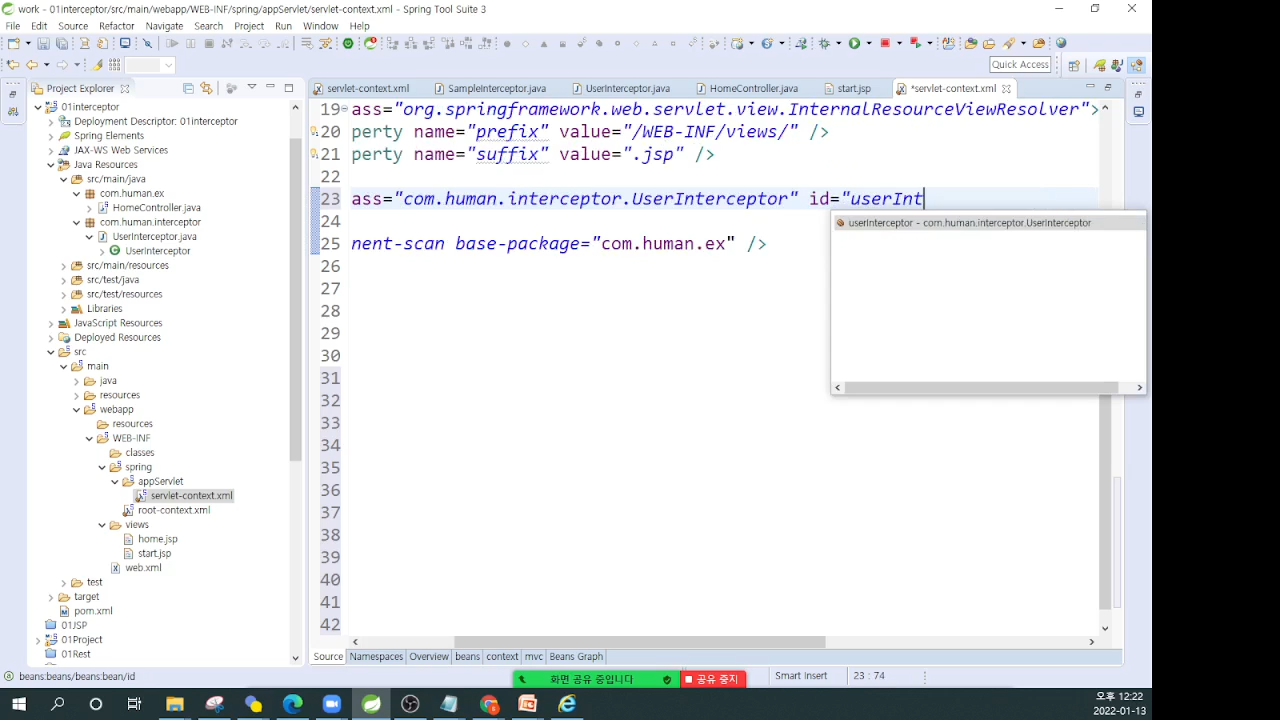 work - 01interceptor/src/main/webapp/WEB-INF/spring/appServlet/servlet-context.xml - Spring Tool Suite 3
File Edit Source Refactor Navigate Search Project Run Window Help
Quick Access
Project Explorer
servlet-context.xml SampleInterceptor.java UserInterceptor.java HomeController.java start.jsp *servlet-context.xml
01interceptor
Deployment Descriptor: 01interceptor
Spring Elements
JAX-WS Web Services
Java Resources
src/main/java
com.human.ex
HomeController.java
com.human.interceptor
UserInterceptor.java
UserInterceptor
src/main/resources
src/test/java
src/test/resources
Libraries
JavaScript Resources
Deployed Resources
src
main
java
resources
webapp
resources
WEB-INF
classes
spring
appServlet
servlet-context.xml
root-context.xml
views
home.jsp
start.jsp
web.xml
test
target
pom.xml
01JSP
01Project
01Rest
19 ass="org.springframework.web.servlet.view.InternalResourceViewResolver">
20 perty name="prefix" value="/WEB-INF/views/" />
21 perty name="suffix" value=".jsp" />
22
23 ass="com.human.interceptor.UserInterceptor" id="userInt
24
25 nent-scan base-package="com.human.ex" />
26
27
28
29
30
31
32
33
34
35
36
37
38
39
40
41
42
userInterceptor - com.human.interceptor.UserInterceptor
Source Namespaces Overview beans context mvc Beans Graph
beans:beans/beans:bean/id
화면 공유 중입니다 공유 중지
Smart Insert 23 : 74
오후 12:22
2022-01-13